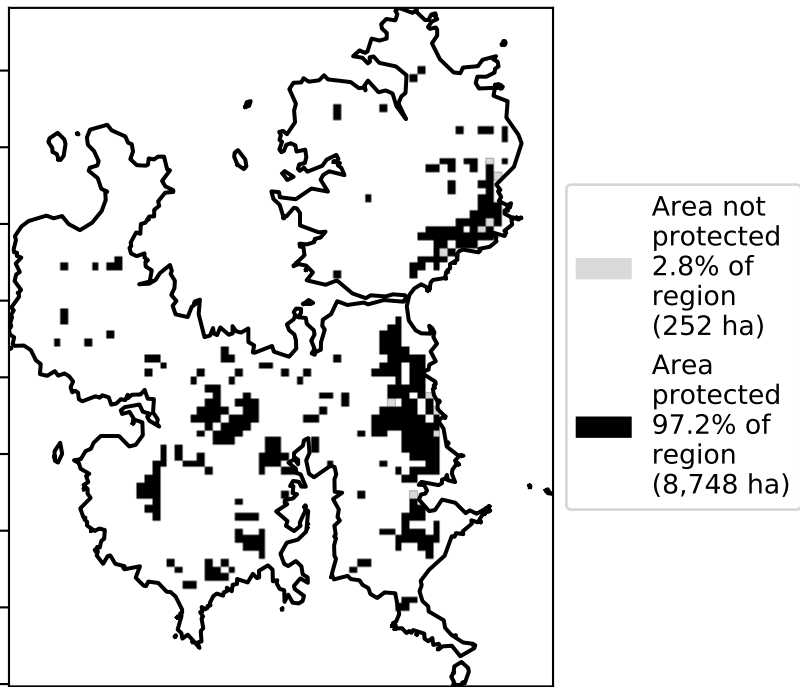 Area not
protected
2.8% of
region
(252 ha)
Area
protected
97.2% of
region
(8,748 ha)